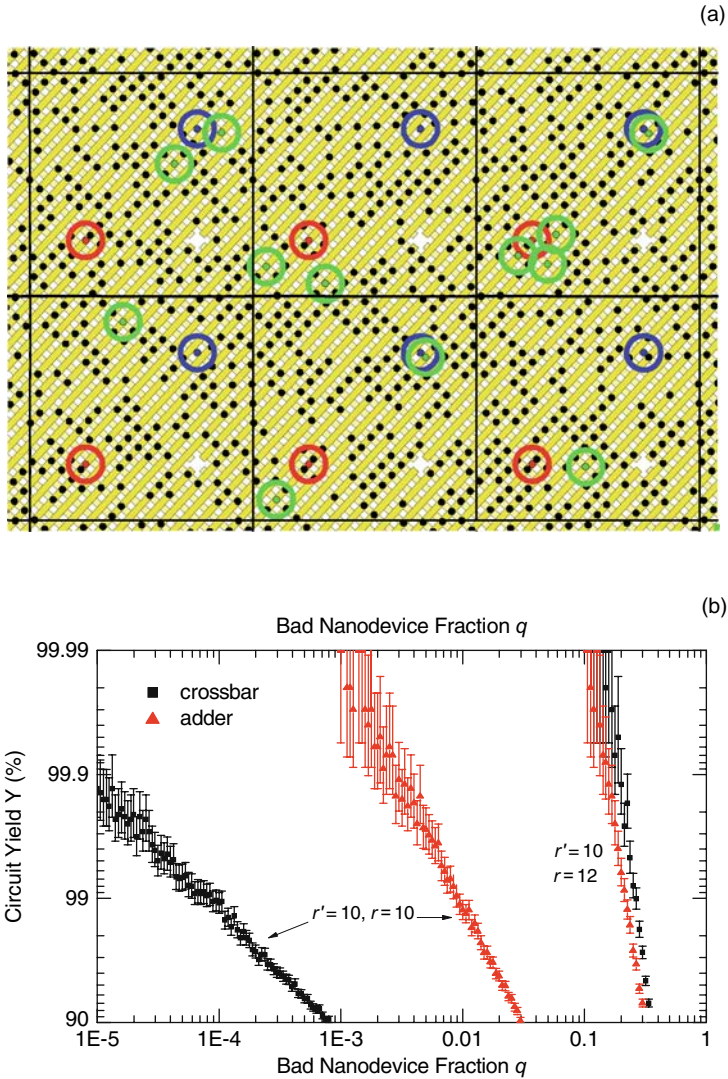 (a)
(b)
Bad Nanodevice Fraction q
99.99
99.9
99
90
Circuit Yield Y (%)
crossbar
adder
r′ = 10
r = 12
r′ = 10, r = 10
1E-5 1E-4 1E-3 0.01 0.1 1
Bad Nanodevice Fraction q